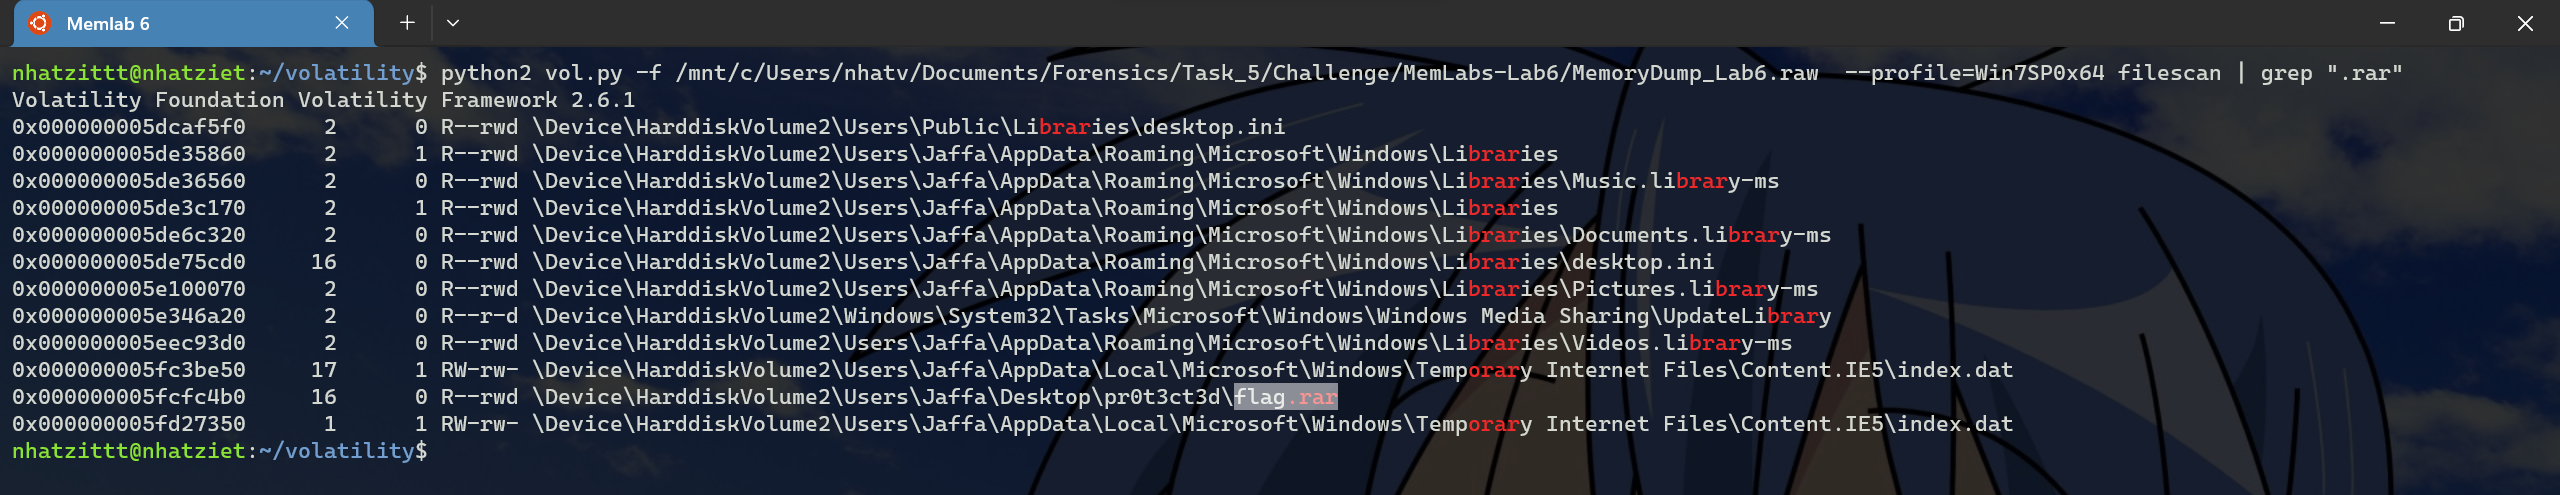 Memlab 6
nhatzittt@nhatziet:~/volatility$ python2 vol.py -f /mnt/c/Users/nhatv/Documents/Forensics/Task_5/Challenge/MemLabs-Lab6/MemoryDump_Lab6.raw  --profile=Win7SP0x64 filescan | grep ".rar"
Volatility Foundation Volatility Framework 2.6.1
0x000000005dcaf5f0      2      0 R--rwd \Device\HarddiskVolume2\Users\Public\Libraries\desktop.ini
0x000000005de35860      2      1 R--rwd \Device\HarddiskVolume2\Users\Jaffa\AppData\Roaming\Microsoft\Windows\Libraries
0x000000005de36560      2      0 R--rwd \Device\HarddiskVolume2\Users\Jaffa\AppData\Roaming\Microsoft\Windows\Libraries\Music.library-ms
0x000000005de3c170      2      1 R--rwd \Device\HarddiskVolume2\Users\Jaffa\AppData\Roaming\Microsoft\Windows\Libraries
0x000000005de6c320      2      0 R--rwd \Device\HarddiskVolume2\Users\Jaffa\AppData\Roaming\Microsoft\Windows\Libraries\Documents.library-ms
0x000000005de75cd0     16      0 R--rwd \Device\HarddiskVolume2\Users\Jaffa\AppData\Roaming\Microsoft\Windows\Libraries\desktop.ini
0x000000005e100070      2      0 R--rwd \Device\HarddiskVolume2\Users\Jaffa\AppData\Roaming\Microsoft\Windows\Libraries\Pictures.library-ms
0x000000005e346a20      2      0 R--r-d \Device\HarddiskVolume2\Windows\System32\Tasks\Microsoft\Windows\Windows Media Sharing\UpdateLibrary
0x000000005eec93d0      2      0 R--rwd \Device\HarddiskVolume2\Users\Jaffa\AppData\Roaming\Microsoft\Windows\Libraries\Videos.library-ms
0x000000005fc3be50     17      1 RW-rw- \Device\HarddiskVolume2\Users\Jaffa\AppData\Local\Microsoft\Windows\Temporary Internet Files\Content.IE5\index.dat
0x000000005fcfc4b0     16      0 R--rwd \Device\HarddiskVolume2\Users\Jaffa\Desktop\pr0t3ct3d\flag.rar
0x000000005fd27350      1      1 RW-rw- \Device\HarddiskVolume2\Users\Jaffa\AppData\Local\Microsoft\Windows\Temporary Internet Files\Content.IE5\index.dat
nhatzittt@nhatziet:~/volatility$